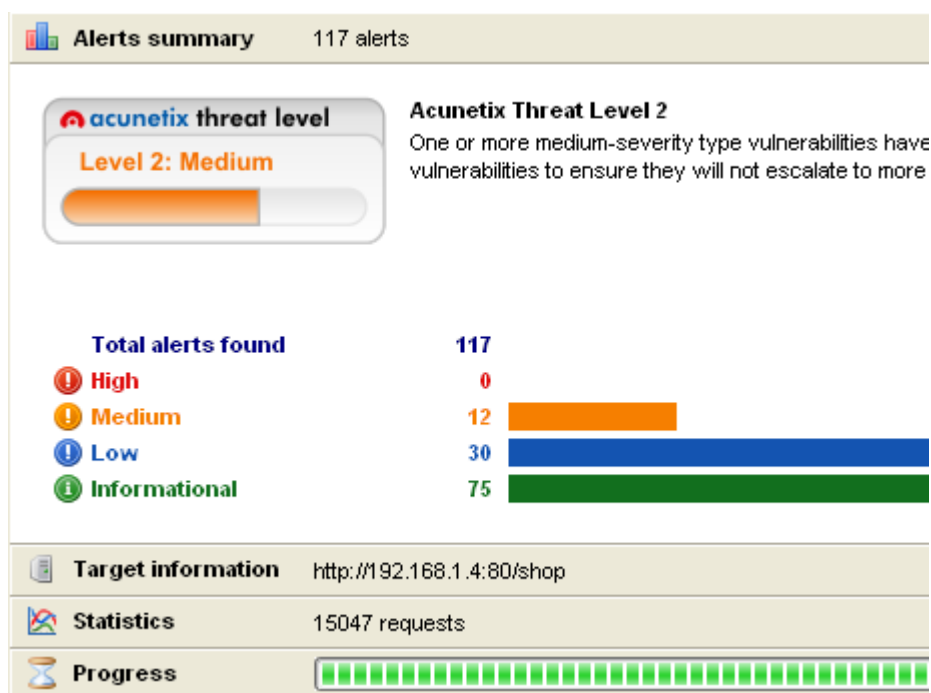 Alerts summary 117 alerts
acunetix threat level
Level 2: Medium
Acunetix Threat Level 2
One or more medium-severity type vulnerabilities have
vulnerabilities to ensure they will not escalate to more
Total alerts found 117
High 0
Medium 12
Low 30
Informational 75
Target information http://192.168.1.4:80/shop
Statistics 15047 requests
Progress